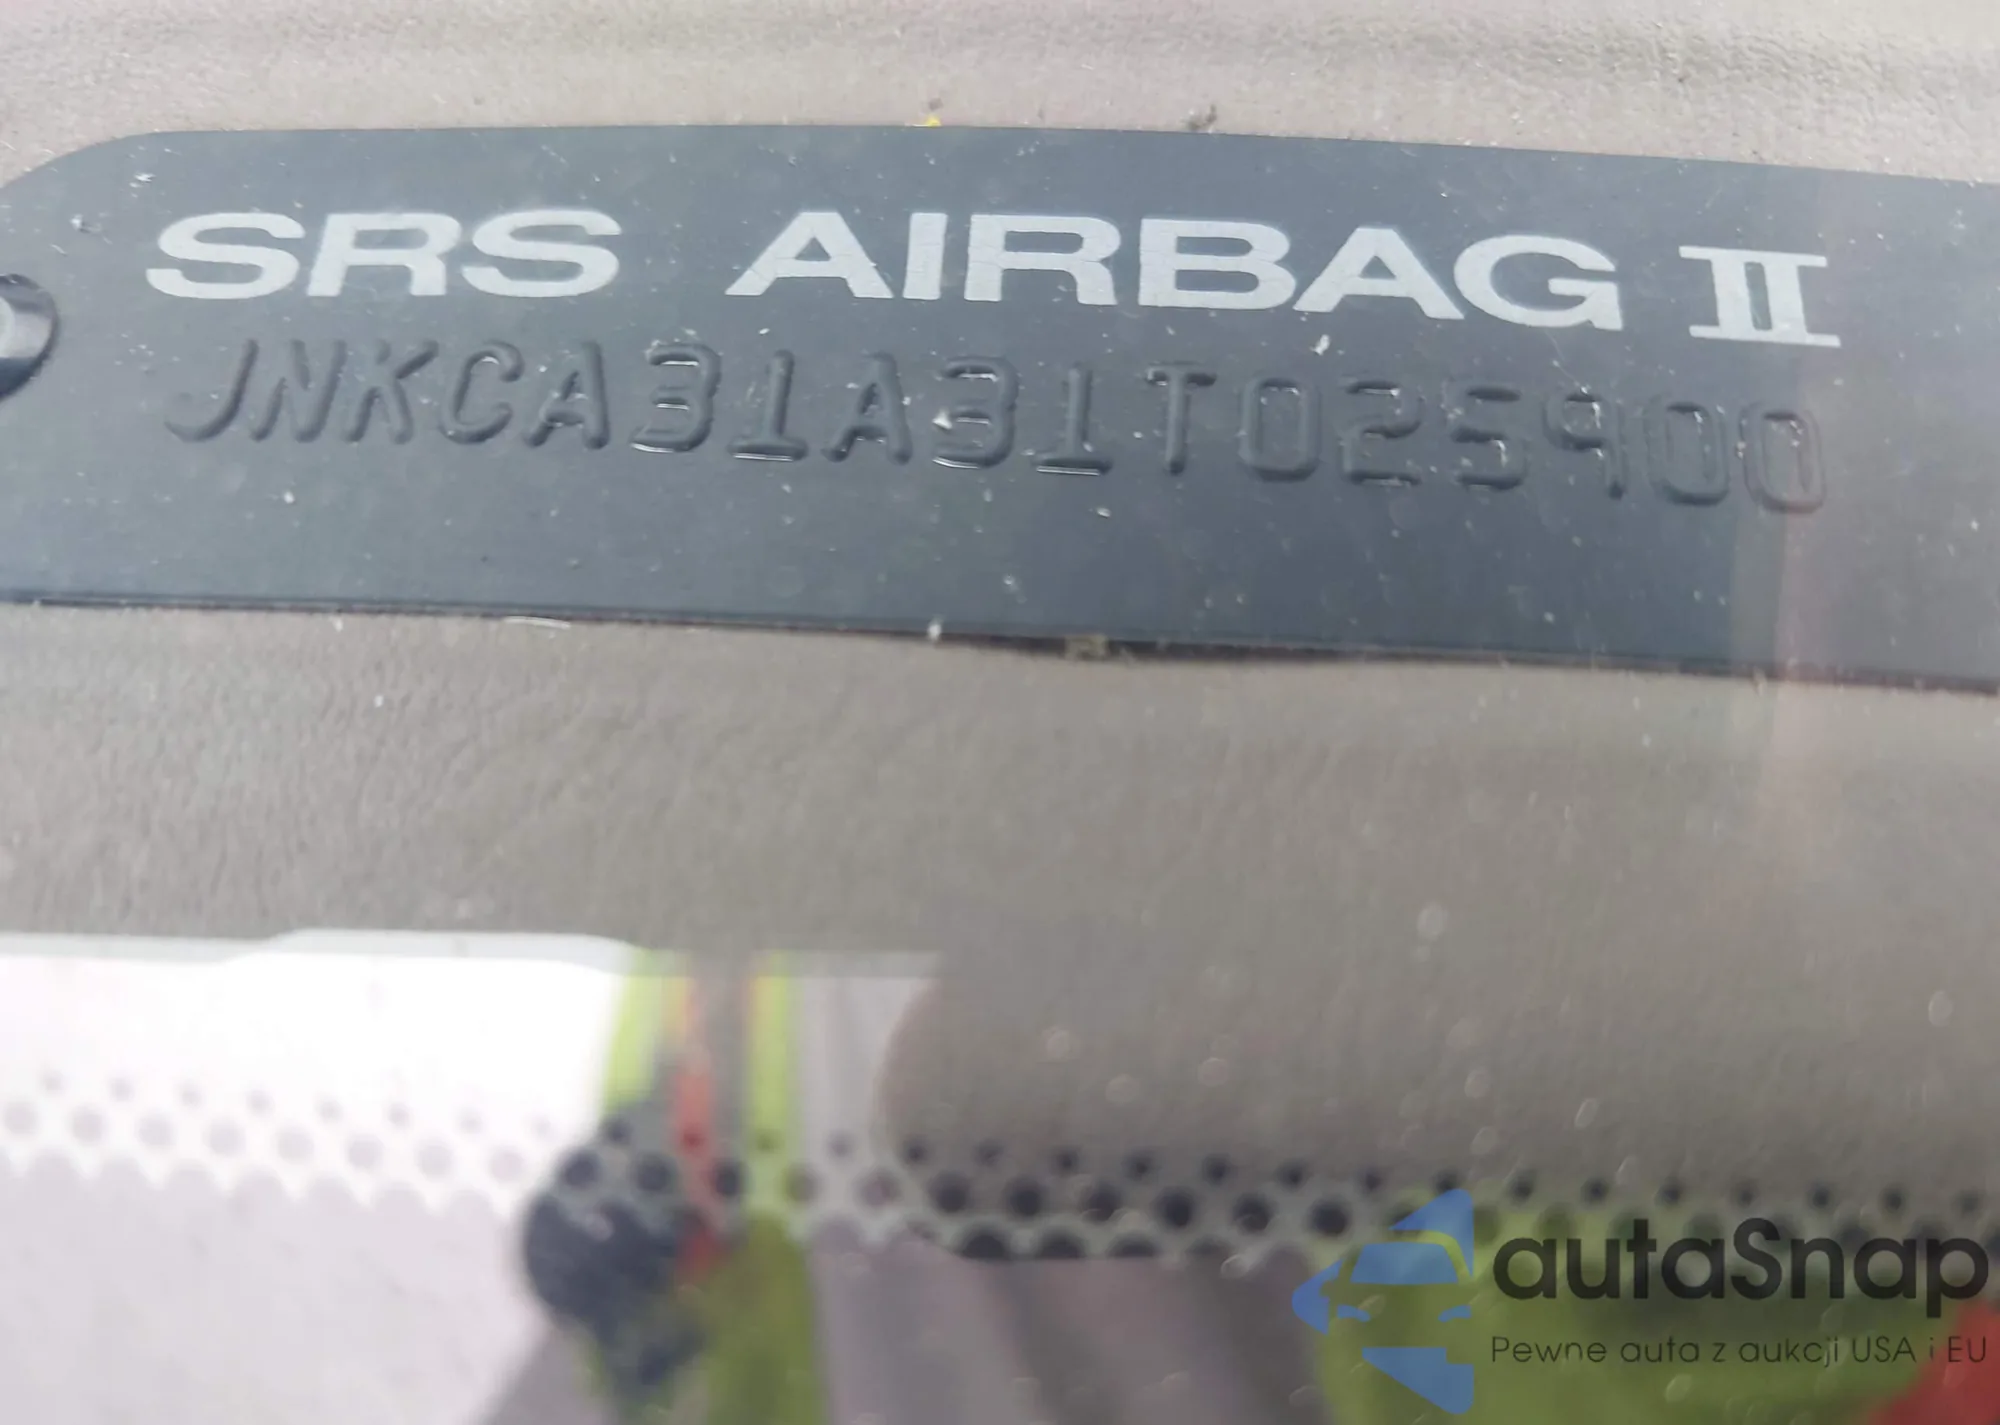 SRS AIRBAG II
JNKCA31A31T025900
autaSnap
Pewne auta z aukcji USA i EU